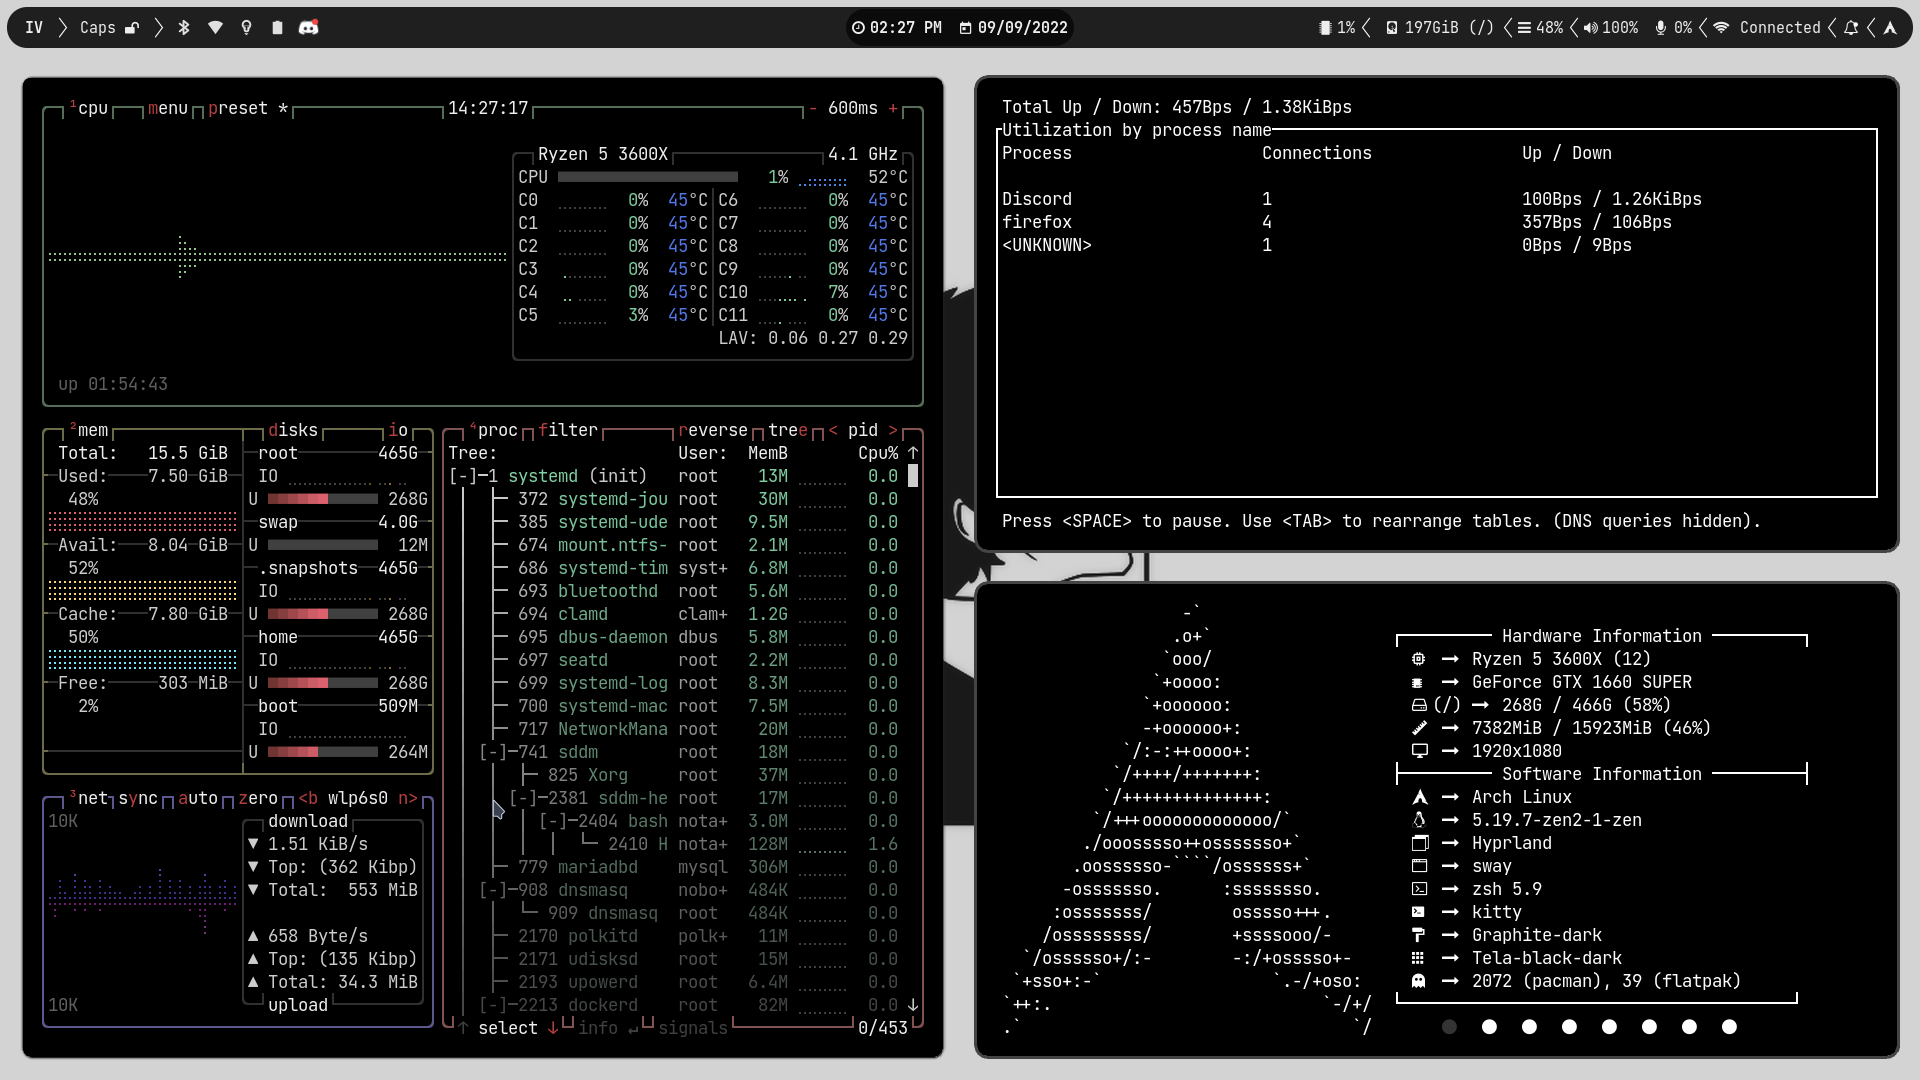 IV Caps 02:27 PM 09/09/2022 1% 197GiB (/) 48% 100% 0% Connected
1cpu menu preset * 14:27:17 - 600ms +
Ryzen 5 3600X 4.1 GHz
CPU 1% 52°C
C0 0% 45°C C6 0% 45°C
C1 0% 45°C C7 0% 45°C
C2 0% 45°C C8 0% 45°C
C3 0% 45°C C9 0% 45°C
C4 0% 45°C C10 7% 45°C
C5 3% 45°C C11 0% 45°C
LAV: 0.06 0.27 0.29
up 01:54:43
2mem
Total: 15.5 GiB
Used: 7.50 GiB
48%
Avail: 8.04 GiB
52%
Cache: 7.80 GiB
50%
Free: 303 MiB
2%
disks io
root 465G
IO
U 268G
swap 4.0G
U 12M
.snapshots 465G
IO
U 268G
home 465G
IO
U 268G
boot 509M
IO
U 264M
3net sync auto zero <b wlp6s0 n>
10K
download
▼ 1.51 KiB/s
▼ Top: (362 Kibp)
▼ Total: 553 MiB
▲ 658 Byte/s
▲ Top: (135 Kibp)
▲ Total: 34.3 MiB
10K upload
4proc filter reverse tree < pid >
Tree: User: MemB Cpu% ↑
[-]─1 systemd (init) root 13M 0.0
372 systemd-jou root 30M 0.0
385 systemd-ude root 9.5M 0.0
674 mount.ntfs- root 2.1M 0.0
686 systemd-tim syst+ 6.8M 0.0
693 bluetoothd root 5.6M 0.0
694 clamd clam+ 1.2G 0.0
695 dbus-daemon dbus 5.8M 0.0
697 seatd root 2.2M 0.0
699 systemd-log root 8.3M 0.0
700 systemd-mac root 7.5M 0.0
717 NetworkMana root 20M 0.0
[-]─741 sddm root 18M 0.0
825 Xorg root 37M 0.0
[-]─2381 sddm-he root 17M 0.0
[-]─2404 bash nota+ 3.0M 0.0
2410 H nota+ 128M 1.6
779 mariadbd mysql 306M 0.0
[-]─908 dnsmasq nobo+ 484K 0.0
909 dnsmasq root 484K 0.0
2170 polkitd polk+ 11M 0.0
2171 udisksd root 15M 0.0
2193 upowerd root 6.4M 0.0
[-]─2213 dockerd root 82M 0.0 ↓
↑ select ↓ info ↵ signals 0/453
Total Up / Down: 457Bps / 1.38KiBps
Utilization by process name
Process Connections Up / Down
Discord 1 100Bps / 1.26KiBps
firefox 4 357Bps / 106Bps
<UNKNOWN> 1 0Bps / 9Bps
Press <SPACE> to pause. Use <TAB> to rearrange tables. (DNS queries hidden).
-`
.o+`
`ooo/
`+oooo:
`+oooooo:
-+oooooo+:
`/:-:++oooo+:
`/++++/+++++++:
`/++++++++++++++:
`/+++ooooooooooooo/`
./ooosssso++osssssso+`
.oossssso-````/ossssss+`
-osssssso. :ssssssso.
:osssssss/ osssso+++.
/ossssssss/ +ssssooo/-
`/ossssso+/:- -:/+osssso+-
`+sso+:-` `.-/+oso:
`++:. `-/+/
.` `/
Hardware Information
→ Ryzen 5 3600X (12)
→ GeForce GTX 1660 SUPER
(/) → 268G / 466G (58%)
→ 7382MiB / 15923MiB (46%)
→ 1920x1080
Software Information
→ Arch Linux
→ 5.19.7-zen2-1-zen
→ Hyprland
→ sway
→ zsh 5.9
→ kitty
→ Graphite-dark
→ Tela-black-dark
→ 2072 (pacman), 39 (flatpak)